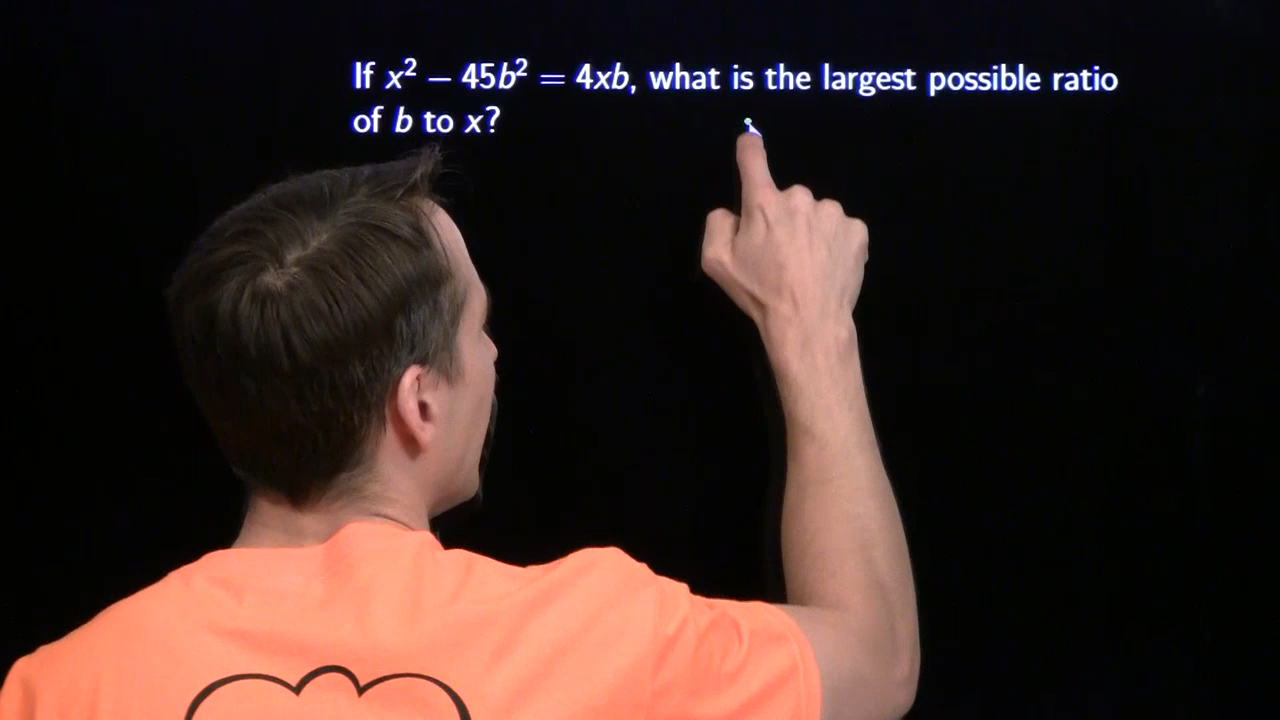 If x² − 45b² = 4xb, what is the largest possible ratio
of b to x?